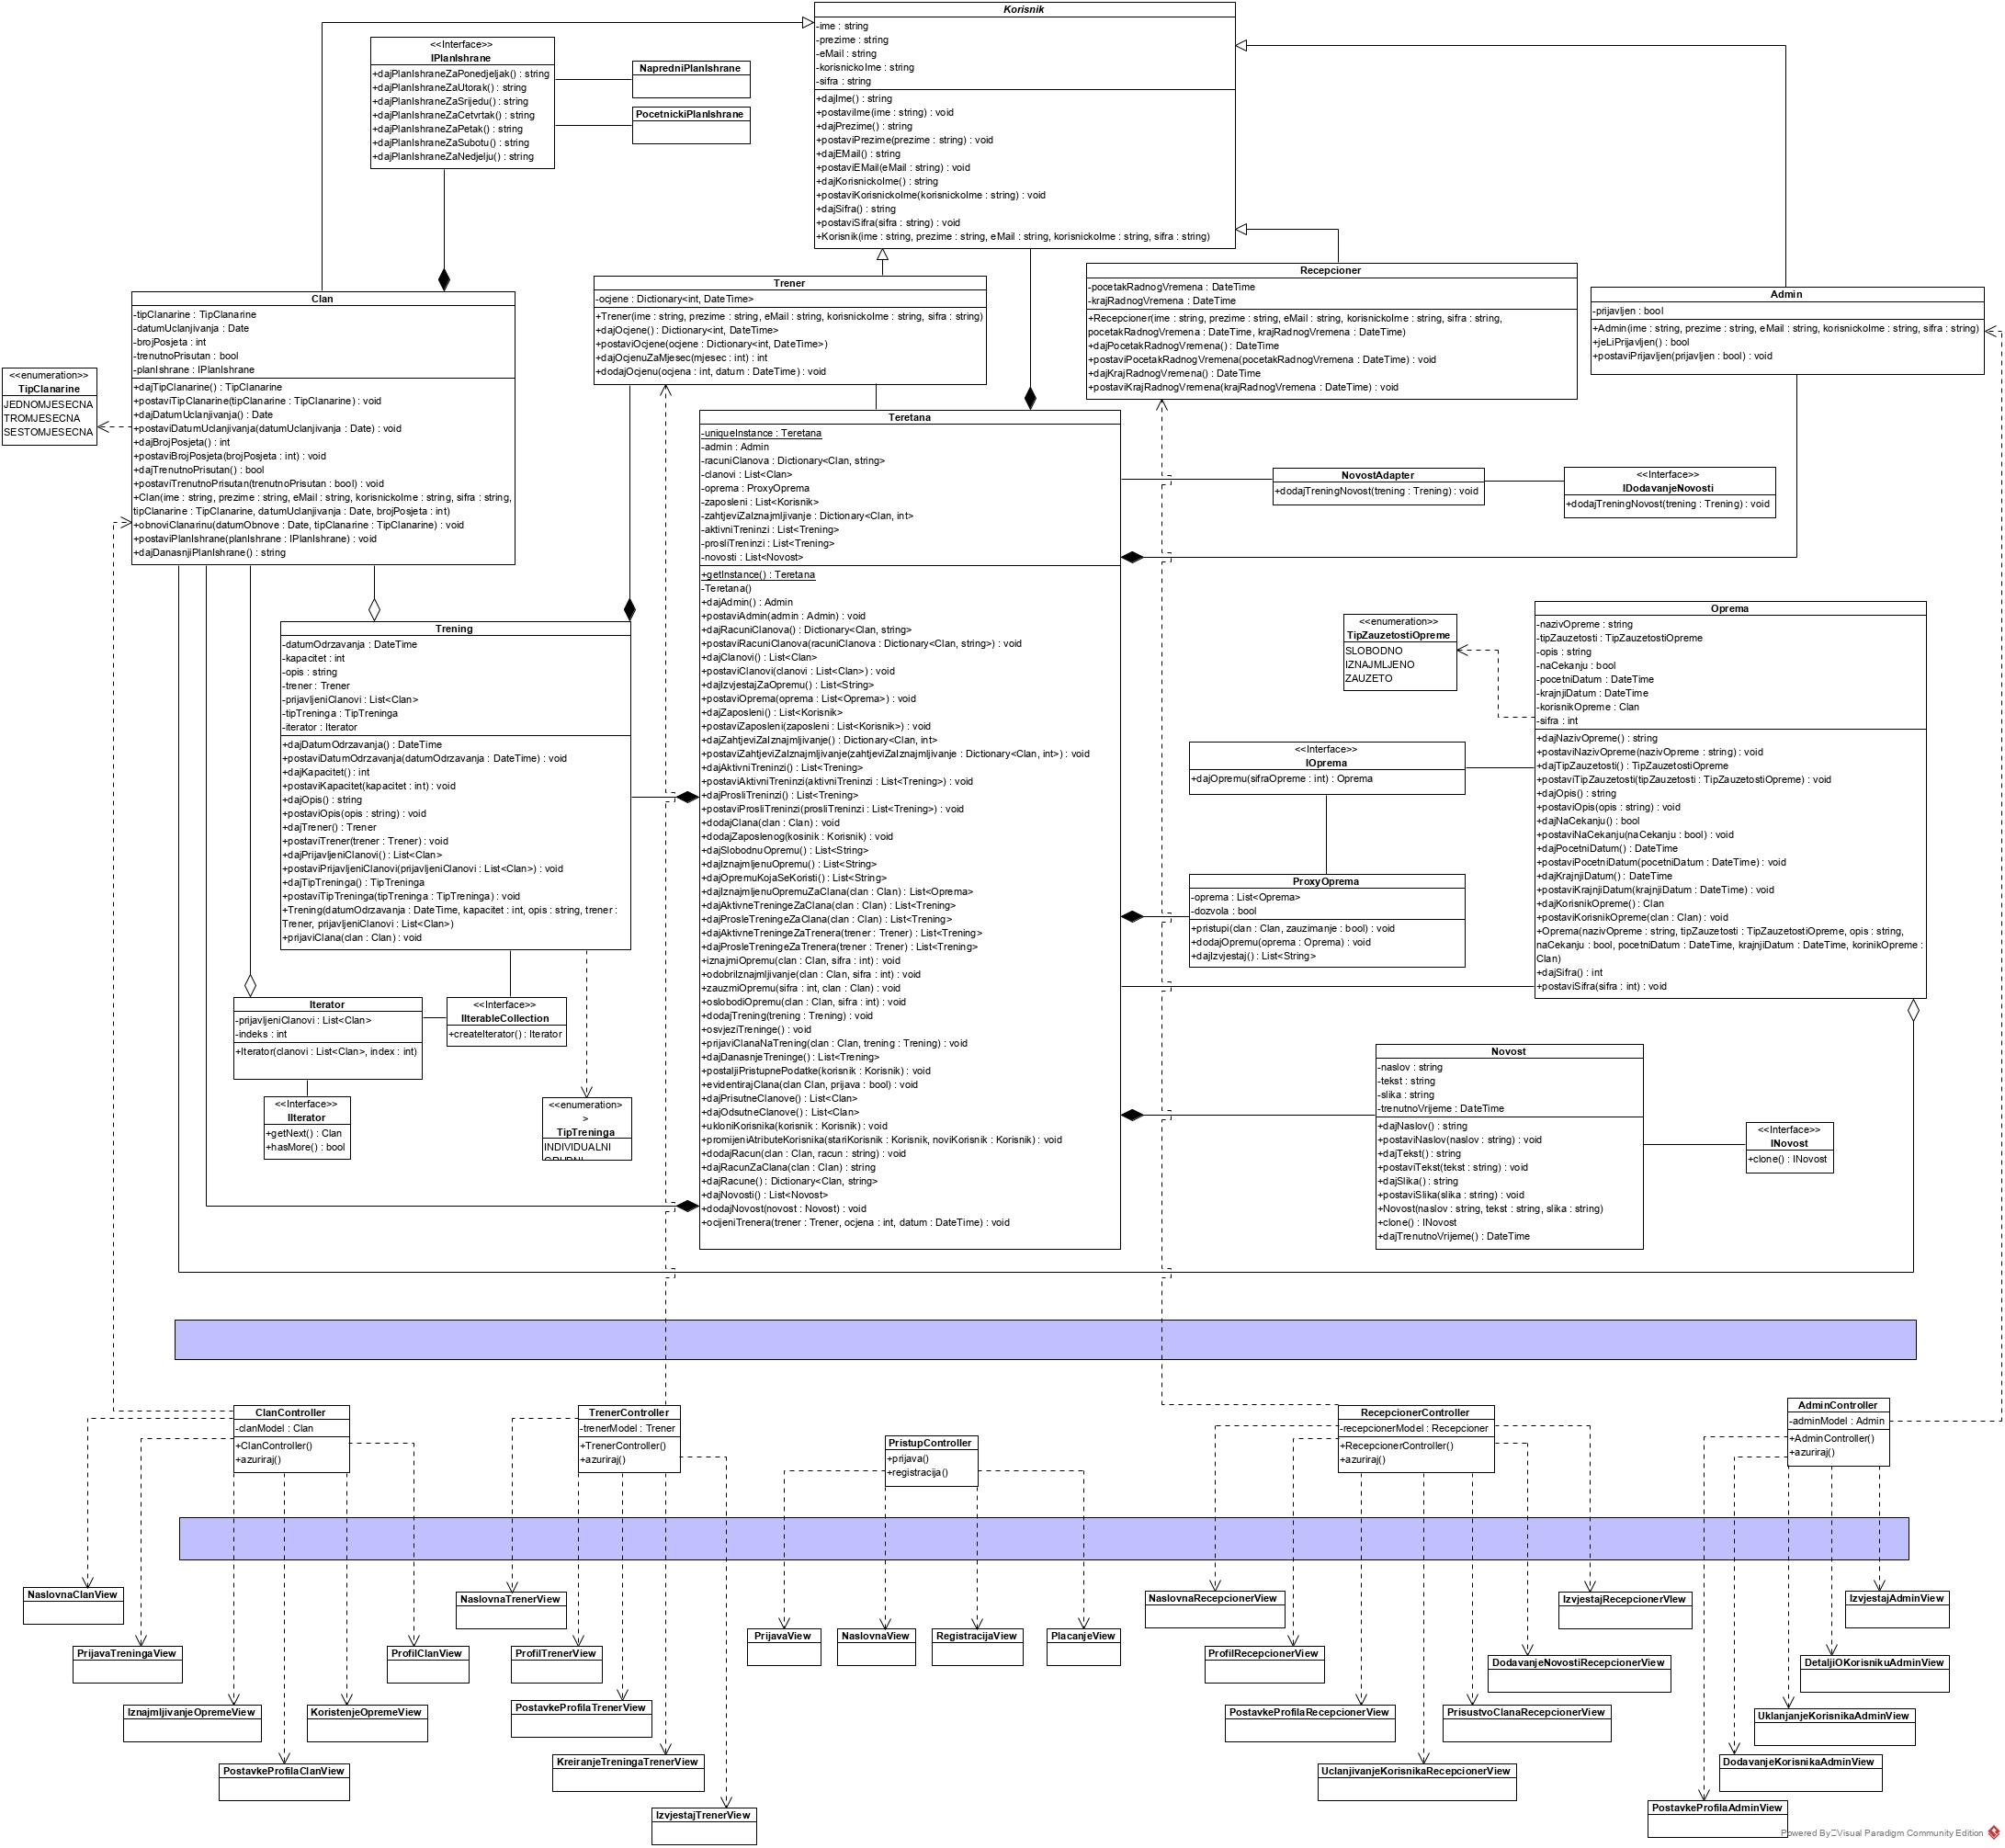 Korisnik
-ime : string
-prezime : string
-eMail : string
-korisnickoIme : string
-sifra : string
+dajIme() : string
+postaviIme(ime : string) : void
+dajPrezime() : string
+postaviPrezime(prezime : string) : void
+dajEMail() : string
+postaviEMail(eMail : string) : void
+dajKorisnickoIme() : string
+postaviKorisnickoIme(korisnickoIme : string) : void
+dajSifra() : string
+postaviSifra(sifra : string) : void
+Korisnik(ime : string, prezime : string, eMail : string, korisnickoIme : string, sifra : string)
<<Interface>>
IPlanIshrane
+dajPlanIshraneZaPonedjeljak() : string
+dajPlanIshraneZaUtorak() : string
+dajPlanIshraneZaSrijedu() : string
+dajPlanIshraneZaCetvrtak() : string
+dajPlanIshraneZaPetak() : string
+dajPlanIshraneZaSubotu() : string
+dajPlanIshraneZaNedjelju() : string
NapredniPlanIshrane
PocetnickiPlanIshrane
Clan
-tipClanarine : TipClanarine
-datumUclanjivanja : Date
-brojPosjeta : int
-trenutnoPrisutan : bool
-planIshrane : IPlanIshrane
+dajTipClanarine() : TipClanarine
+postaviTipClanarine(tipClanarine : TipClanarine) : void
+dajDatumUclanjivanja() : Date
+postaviDatumUclanjivanja(datumUclanjivanja : Date) : void
+dajBrojPosjeta() : int
+postaviBrojPosjeta(brojPosjeta : int) : void
+dajTrenutnoPrisutan() : bool
+postaviTrenutnoPrisutan(trenutnoPrisutan : bool) : void
+Clan(ime : string, prezime : string, eMail : string, korisnickoIme : string, sifra : string,
tipClanarine : TipClanarine, datumUclanjivanja : Date, brojPosjeta : int)
+obnoviClanarinu(datumObnove : Date, tipClanarine : TipClanarine) : void
+postaviPlanIshrane(planIshrane : IPlanIshrane) : void
+dajDanasnjiPlanIshrane() : string
<<enumeration>>
TipClanarine
JEDNOMJESECNA
TROMJESECNA
SESTOMJESECNA
Trener
-ocjene : Dictionary<int, DateTime>
+Trener(ime : string, prezime : string, eMail : string, korisnickoIme : string, sifra : string)
+dajOcjene() : Dictionary<int, DateTime>
+postaviOcjene(ocjene : Dictionary<int, DateTime>)
+dajOcjenuZaMjesec(mjesec : int) : int
+dodajOcjenu(ocjena : int, datum : DateTime) : void
Recepcioner
-pocetakRadnogVremena : DateTime
-krajRadnogVremena : DateTime
+Recepcioner(ime : string, prezime : string, eMail : string, korisnickoIme : string, sifra : string,
pocetakRadnogVremena : DateTime, krajRadnogVremena : DateTime)
+dajPocetakRadnogVremena() : DateTime
+postaviPocetakRadnogVremena(pocetakRadnogVremena : DateTime) : void
+dajKrajRadnogVremena() : DateTime
+postaviKrajRadnogVremena(krajRadnogVremena : DateTime) : void
Admin
-prijavljen : bool
+Admin(ime : string, prezime : string, eMail : string, korisnickoIme : string, sifra : string)
+jeLiPrijavljen() : bool
+postaviPrijavljen(prijavljen : bool) : void
Teretana
-uniqueInstance : Teretana
-admin : Admin
-racuniClanova : Dictionary<Clan, string>
-clanovi : List<Clan>
-oprema : ProxyOprema
-zaposleni : List<Korisnik>
-zahtjeviZaIznajmljivanje : Dictionary<Clan, int>
-aktivniTreninzi : List<Trening>
-prosliTreninzi : List<Trening>
-novosti : List<Novost>
+getInstance() : Teretana
-Teretana()
+dajAdmin() : Admin
+postaviAdmin(admin : Admin) : void
+dajRacuniClanova() : Dictionary<Clan, string>
+postaviRacuniClanova(racuniClanova : Dictionary<Clan, string>) : void
+dajClanovi() : List<Clan>
+postaviClanovi(clanovi : List<Clan>) : void
+dajIzvjestajZaOpremu() : List<String>
+postaviOprema(oprema : List<Oprema>) : void
+dajZaposleni() : List<Korisnik>
+postaviZaposleni(zaposleni : List<Korisnik>) : void
+dajZahtjeviZaIznajmljivanje() : Dictionary<Clan, int>
+postaviZahtjeviZaIznajmljivanje(zahtjeviZaIznajmljivanje : Dictionary<Clan, int>) : void
+dajAktivniTreninzi() : List<Trening>
+postaviAktivniTreninzi(aktivniTreninzi : List<Trening>) : void
+dajProsliTreninzi() : List<Trening>
+postaviProsliTreninzi(prosliTreninzi : List<Trening>) : void
+dodajClana(clan : Clan) : void
+dodajZaposlenog(kosinik : Korisnik) : void
+dajSlobodnuOpremu() : List<String>
+dajIznajmljenuOpremu() : List<String>
+dajOpremuKojaSeKoristi() : List<String>
+dajIznajmljenuOpremuZaClana(clan : Clan) : List<Oprema>
+dajAktivneTreningeZaClana(clan : Clan) : List<Trening>
+dajProsleTreningeZaClana(clan : Clan) : List<Trening>
+dajAktivneTreningeZaTrenera(trener : Trener) : List<Trening>
+dajProsleTreningeZaTrenera(trener : Trener) : List<Trening>
+iznajmiOpremu(clan : Clan, sifra : int) : void
+odobriIznajmljivanje(clan : Clan, sifra : int) : void
+zauzmiOpremu(sifra : int, clan : Clan) : void
+oslobodiOpremu(clan : Clan, sifra : int) : void
+dodajTrening(trening : Trening) : void
+osvjeziTreninge() : void
+prijaviClanaNaTrening(clan : Clan, trening : Trening) : void
+dajDanasnjeTreninge() : List<Trening>
+postaljiPristupnePodatke(korisnik : Korisnik) : void
+evidentirajClana(clan Clan, prijava : bool) : void
+dajPrisutneClanove() : List<Clan>
+dajOdsutneClanove() : List<Clan>
+ukloniKorisnika(korisnik : Korisnik) : void
+promijeniAtributeKorisnika(stariKorisnik : Korisnik, noviKorisnik : Korisnik) : void
+dodajRacun(clan : Clan, racun : string) : void
+dajRacunZaClana(clan : Clan) : string
+dajRacune() : Dictionary<Clan, string>
+dajNovosti() : List<Novost>
+dodajNovost(novost : Novost) : void
+ocijeniTrenera(trener : Trener, ocjena : int, datum : DateTime) : void
NovostAdapter
+dodajTreningNovost(trening : Trening) : void
<<Interface>>
IDodavanjeNovosti
+dodajTreningNovost(trening : Trening) : void
Trening
-datumOdrzavanja : DateTime
-kapacitet : int
-opis : string
-trener : Trener
-prijavljeniClanovi : List<Clan>
-tipTreninga : TipTreninga
-iterator : Iterator
+dajDatumOdrzavanja() : DateTime
+postaviDatumOdrzavanja(datumOdrzavanja : DateTime) : void
+dajKapacitet() : int
+postaviKapacitet(kapacitet : int) : void
+dajOpis() : string
+postaviOpis(opis : string) : void
+dajTrener() : Trener
+postaviTrener(trener : Trener) : void
+dajPrijavljeniClanovi() : List<Clan>
+postaviPrijavljeniClanovi(prijavljeniClanovi : List<Clan>) : void
+dajTipTreninga() : TipTreninga
+postaviTipTreninga(tipTreninga : TipTreninga) : void
+Trening(datumOdrzavanja : DateTime, kapacitet : int, opis : string, trener :
Trener, prijavljeniClanovi : List<Clan>)
+prijaviClana(clan : Clan) : void
<<enumeration>>
TipZauzetostiOpreme
SLOBODNO
IZNAJMLJENO
ZAUZETO
Oprema
-nazivOpreme : string
-tipZauzetosti : TipZauzetostiOpreme
-opis : string
-naCekanju : bool
-pocetniDatum : DateTime
-krajnjiDatum : DateTime
-korisnikOpreme : Clan
-sifra : int
+dajNazivOpreme() : string
+postaviNazivOpreme(nazivOpreme : string) : void
+dajTipZauzetosti() : TipZauzetostiOpreme
+postaviTipZauzetosti(tipZauzetosti : TipZauzetostiOpreme) : void
+dajOpis() : string
+postaviOpis(opis : string) : void
+dajNaCekanju() : bool
+postaviNaCekanju(naCekanju : bool) : void
+dajPocetniDatum() : DateTime
+postaviPocetniDatum(pocetniDatum : DateTime) : void
+dajKrajnjiDatum() : DateTime
+postaviKrajnjiDatum(krajnjiDatum : DateTime) : void
+dajKorisnikOpreme() : Clan
+postaviKorisnikOpreme(clan : Clan) : void
+Oprema(nazivOpreme : string, tipZauzetosti : TipZauzetostiOpreme, opis : string,
naCekanju : bool, pocetniDatum : DateTime, krajnjiDatum : DateTime, korinikOpreme :
Clan)
+dajSifra() : int
+postaviSifra(sifra : int) : void
<<Interface>>
IOprema
+dajOpremu(sifraOpreme : int) : Oprema
ProxyOprema
-oprema : List<Oprema>
-dozvola : bool
+pristupi(clan : Clan, zauzimanje : bool) : void
+dodajOpremu(oprema : Oprema) : void
+dajIzvjestaj() : List<String>
Iterator
-prijavljeniClanovi : List<Clan>
-indeks : int
+Iterator(clanovi : List<Clan>, index : int)
<<Interface>>
IIterableCollection
+createIterator() : Iterator
<<Interface>>
IIterator
+getNext() : Clan
+hasMore() : bool
<<enumeration>
>
TipTreninga
INDIVIDUALNI
Novost
-naslov : string
-tekst : string
-slika : string
-trenutnoVrijeme : DateTime
+dajNaslov() : string
+postaviNaslov(naslov : string) : void
+dajTekst() : string
+postaviTekst(tekst : string) : void
+dajSlika() : string
+postaviSlika(slika : string) : void
+Novost(naslov : string, tekst : string, slika : string)
+clone() : INovost
+dajTrenutnoVrijeme() : DateTime
<<Interface>>
INovost
+clone() : INovost
ClanController
-clanModel : Clan
+ClanController()
+azuriraj()
TrenerController
-trenerModel : Trener
+TrenerController()
+azuriraj()
PristupController
+prijava()
+registracija()
RecepcionerController
-recepcionerModel : Recepcioner
+RecepcionerController()
+azuriraj()
AdminController
-adminModel : Admin
+AdminController()
+azuriraj()
NaslovnaClanView
PrijavaTreningaView
IznajmljivanjeOpremeView
PostavkeProfilaClanView
KoristenjeOpremeView
ProfilClanView
NaslovnaTrenerView
ProfilTrenerView
PostavkeProfilaTrenerView
KreiranjeTreningaTrenerView
IzvjestajTrenerView
PrijavaView
NaslovnaView
RegistracijaView
PlacanjeView
NaslovnaRecepcionerView
ProfilRecepcionerView
PostavkeProfilaRecepcionerView
UclanjivanjeKorisnikaRecepcionerView
PrisustvoClanaRecepcionerView
DodavanjeNovostiRecepcionerView
IzvjestajRecepcionerVIew
IzvjestajAdminView
DetaljiOKorisnikuAdminView
UklanjanjeKorisnikaAdminView
DodavanjeKorisnikaAdminView
PostavkeProfilaAdminView
Powered By Visual Paradigm Community Edition